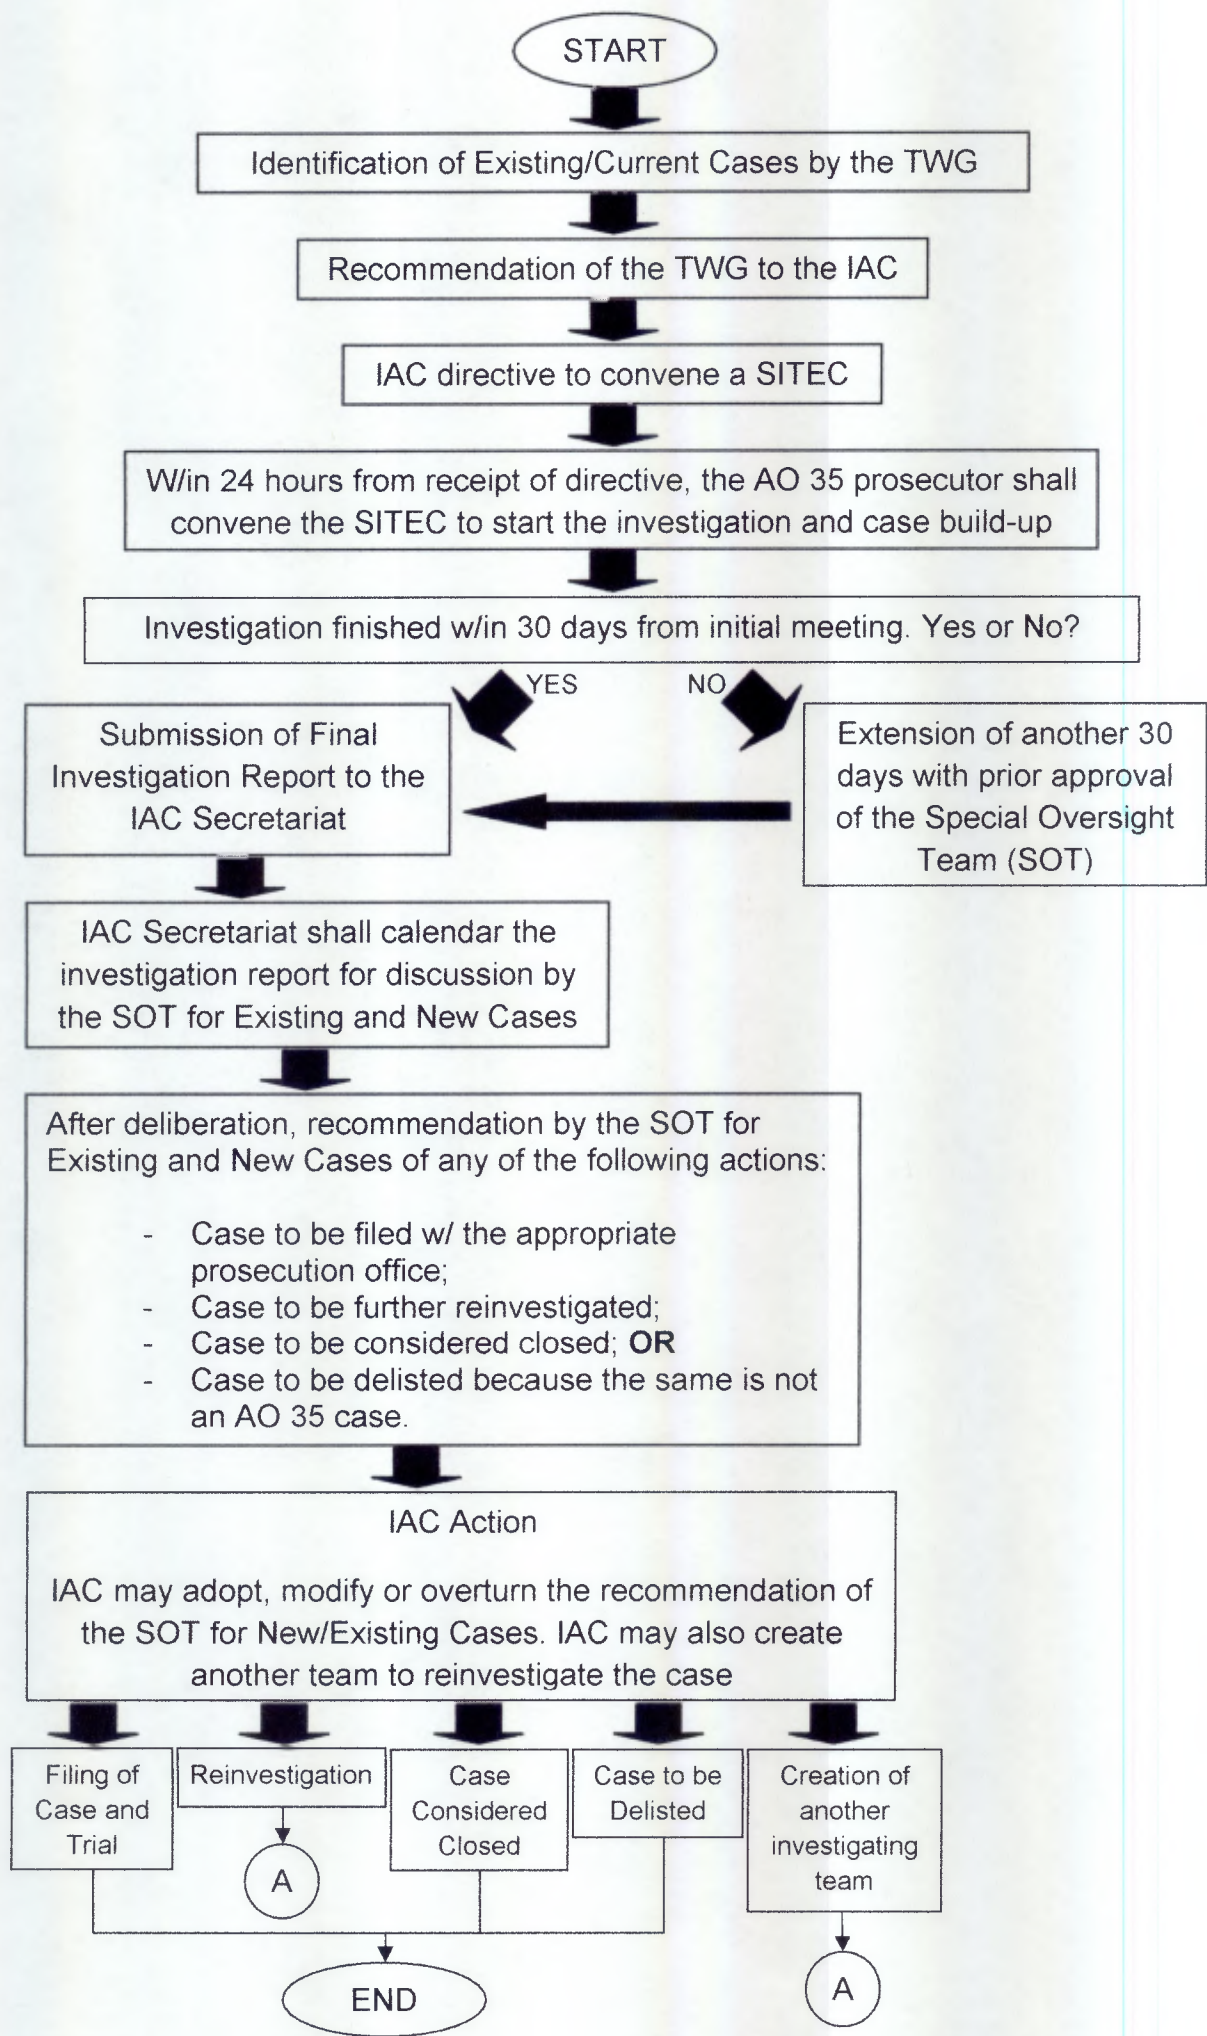 START
Identification of Existing/Current Cases by the TWG
Recommendation of the TWG to the IAC
IAC directive to convene a SITEC
W/in 24 hours from receipt of directive, the AO 35 prosecutor shall
convene the SITEC to start the investigation and case build-up
Investigation finished w/in 30 days from initial meeting. Yes or No?
YES
NO
Submission of Final
Investigation Report to the
IAC Secretariat
Extension of another 30
days with prior approval
of the Special Oversight
Team (SOT)
IAC Secretariat shall calendar the
investigation report for discussion by
the SOT for Existing and New Cases
After deliberation, recommendation by the SOT for
Existing and New Cases of any of the following actions:
- Case to be filed w/ the appropriate
prosecution office;
- Case to be further reinvestigated;
- Case to be considered closed; OR
- Case to be delisted because the same is not
an AO 35 case.
IAC Action
IAC may adopt, modify or overturn the recommendation of
the SOT for New/Existing Cases. IAC may also create
another team to reinvestigate the case
Filing of
Case and
Trial
Reinvestigation
A
Case
Considered
Closed
Case to be
Delisted
Creation of
another
investigating
team
A
END